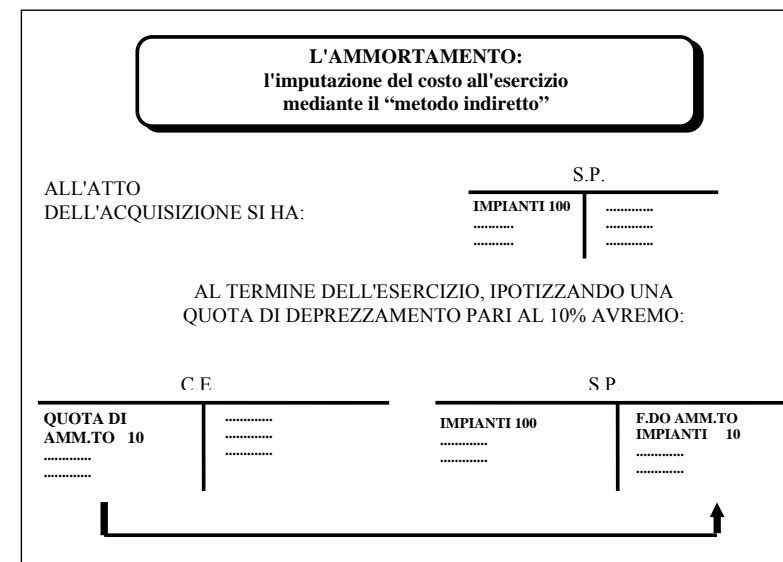 L'AMMORTAMENTO:
l'imputazione del costo all'esercizio
mediante il “metodo indiretto”
ALL'ATTO
DELL'ACQUISIZIONE SI HA:
S.P.
IMPIANTI 100 .............
........... .............
........... .............
AL TERMINE DELL'ESERCIZIO, IPOTIZZANDO UNA
QUOTA DI DEPREZZAMENTO PARI AL 10% AVREMO:
C.E.
QUOTA DI .............
AMM.TO 10 .............
............. .............
.............
S.P.
IMPIANTI 100
.............
.............
F.DO AMM.TO
IMPIANTI 10
.............
.............